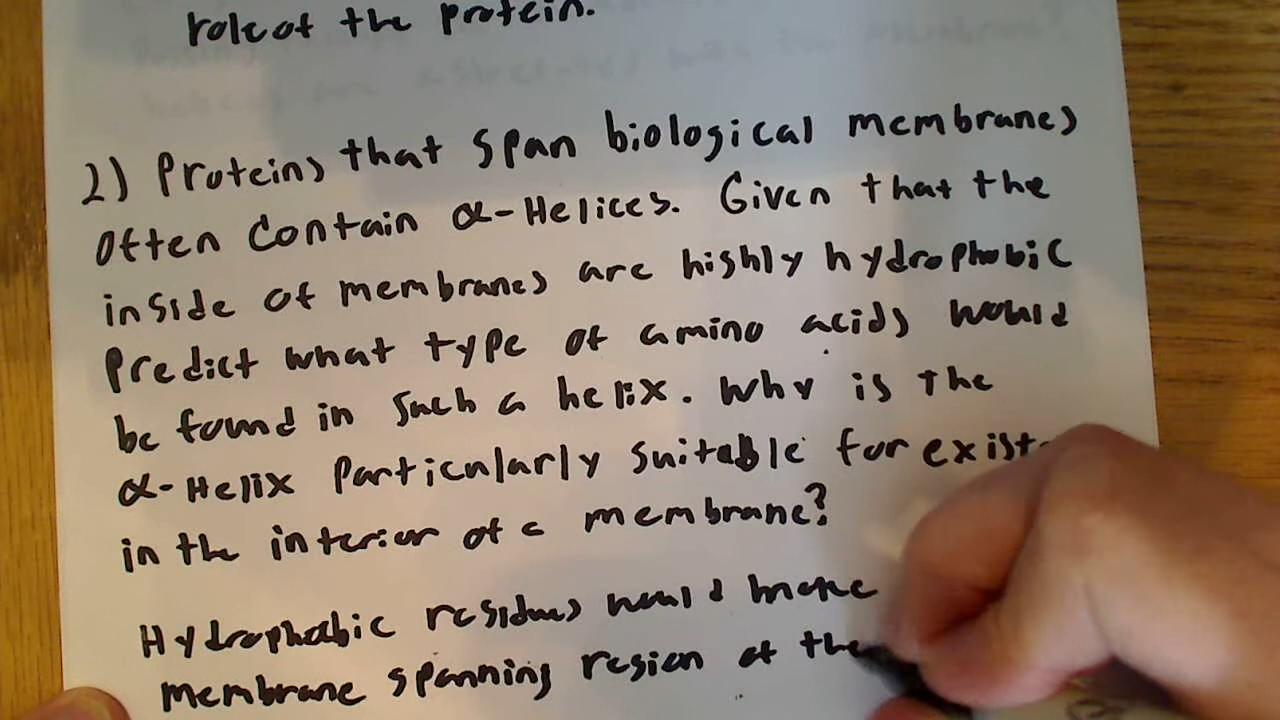 role of the protein.
2) Proteins that span biological membranes
often contain α-Helices. Given that the
inside of membranes are highly hydrophobic
Predict what type of amino acids would
be found in such a helix. Why is the
α-Helix Particularly suitable for exist
in the interior of a membrane?
Hydrophobic residues would make
membrane spanning region of the